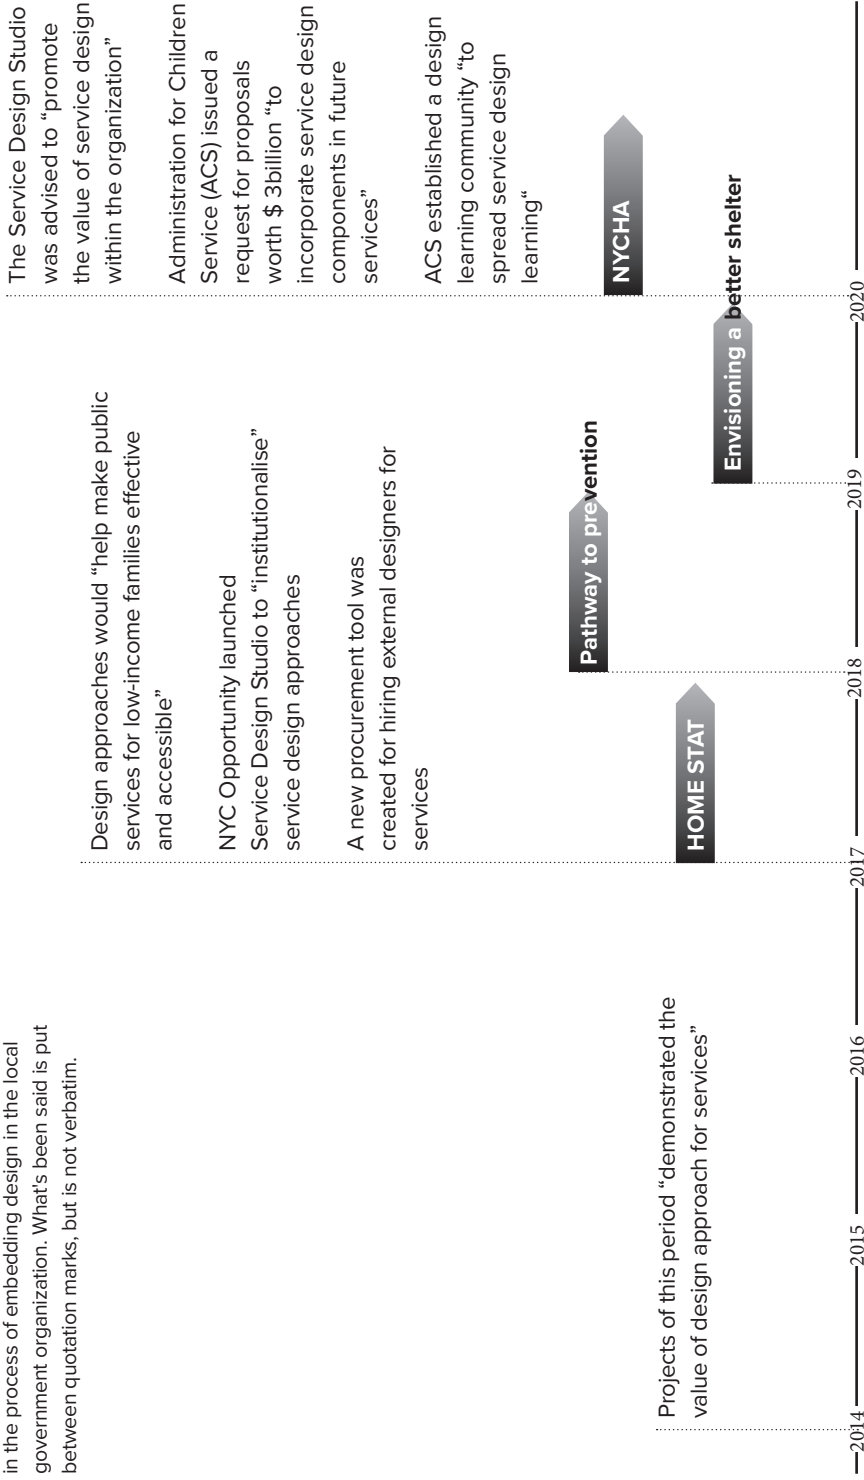 in the process of embedding design in the local
government organization. What's been said is put
between quotation marks, but is not verbatim.
Projects of this period “demonstrated the
value of design approach for services”
Design approaches would “help make public
services for low-income families effective
and accessible”
NYC Opportunity launched
Service Design Studio to “institutionalise”
service design approaches
A new procurement tool was
created for hiring external designers for
services
The Service Design Studio
was advised to “promote
the value of service design
within the organization”
Administration for Children
Service (ACS) issued a
request for proposals
worth $ 3billion “to
incorporate service design
components in future
services”
ACS established a design
learning community “to
spread service design
learning“
Pathway to prevention
NYCHA
HOME STAT
Envisioning a better shelter
2014
2015
2016
2017
2018
2019
2020